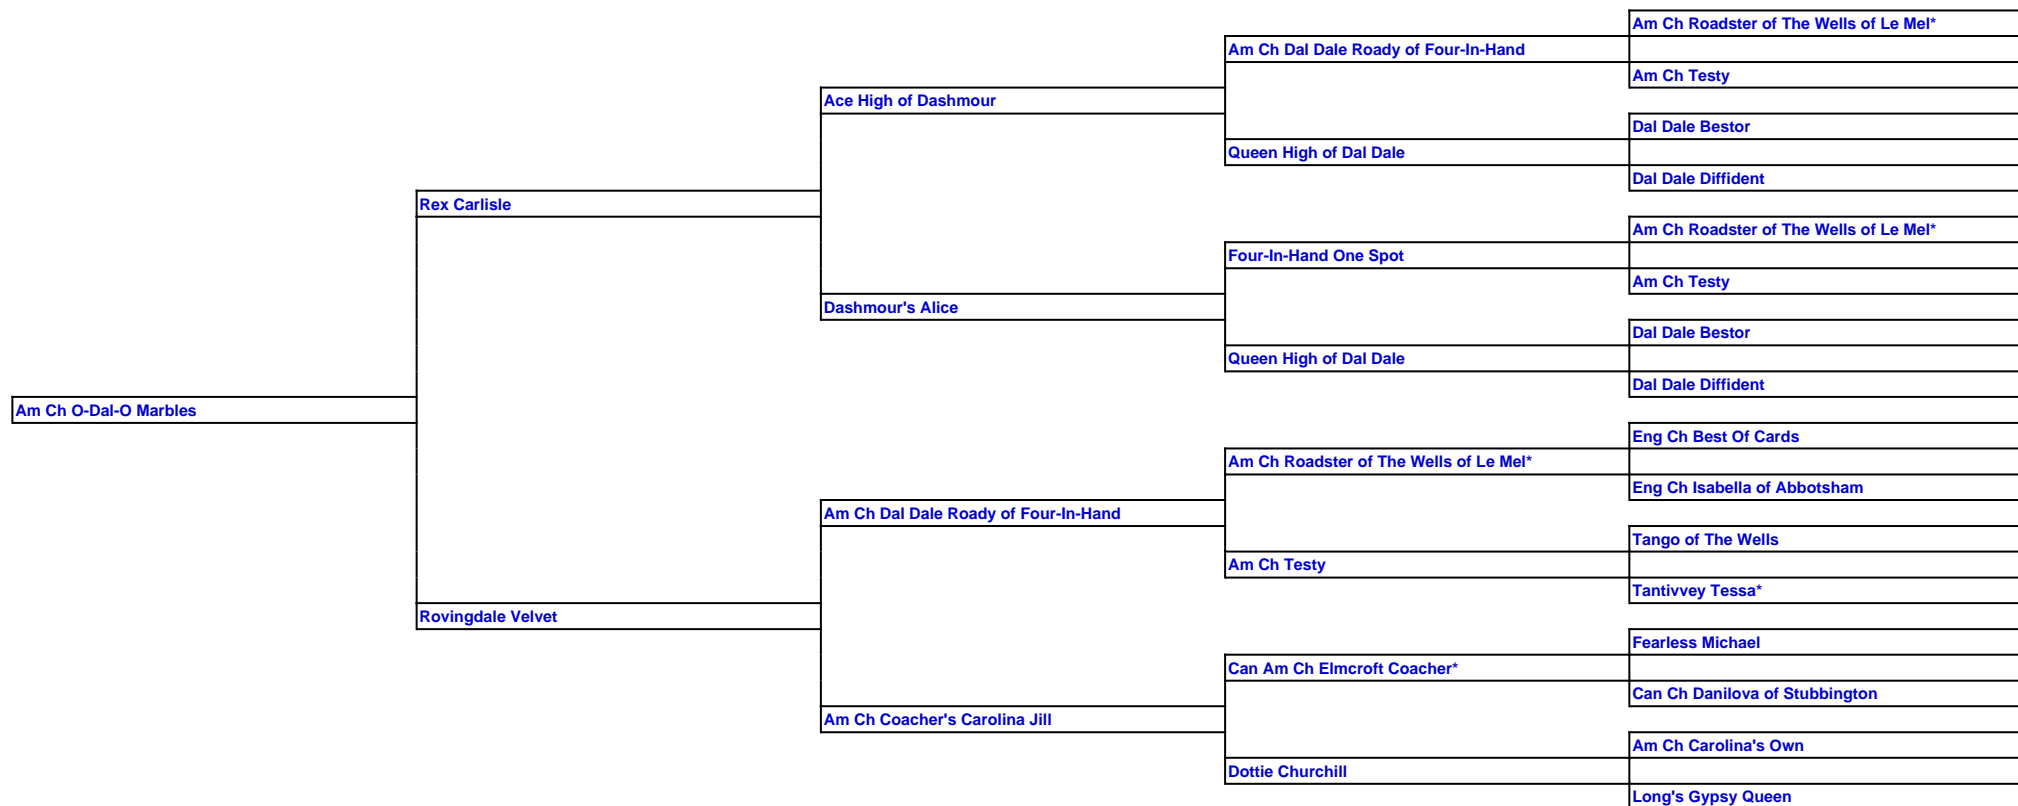 Am Ch Roadster of The Wells of Le Mel*
Am Ch Dal Dale Roady of Four-In-Hand
Am Ch Testy
Ace High of Dashmour
Dal Dale Bestor
Queen High of Dal Dale
Dal Dale Diffident
Rex Carlisle
Am Ch Roadster of The Wells of Le Mel*
Four-In-Hand One Spot
Am Ch Testy
Dashmour's Alice
Dal Dale Bestor
Queen High of Dal Dale
Dal Dale Diffident
Am Ch O-Dal-O Marbles
Eng Ch Best Of Cards
Am Ch Roadster of The Wells of Le Mel*
Eng Ch Isabella of Abbotsham
Am Ch Dal Dale Roady of Four-In-Hand
Tango of The Wells
Am Ch Testy
Tantivvey Tessa*
Rovingdale Velvet
Fearless Michael
Can Am Ch Elmcroft Coacher*
Can Ch Danilova of Stubbington
Am Ch Coacher's Carolina Jill
Am Ch Carolina's Own
Dottie Churchill
Long's Gypsy Queen